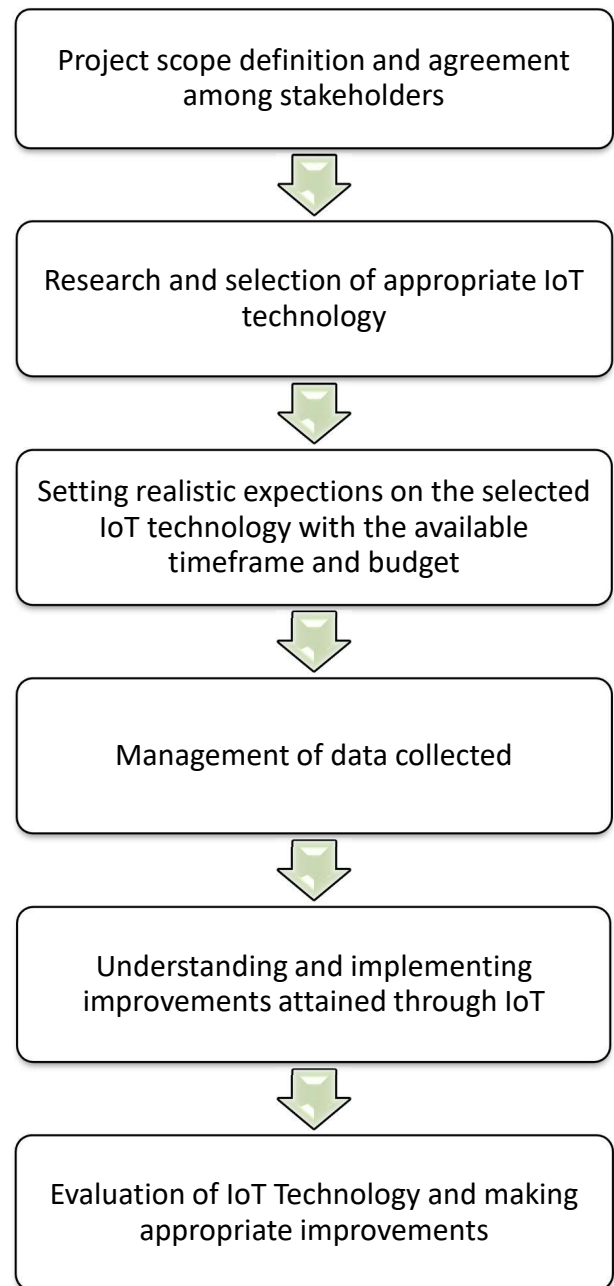 Project scope definition and agreement
among stakeholders
Research and selection of appropriate IoT
technology
Setting realistic expections on the selected
IoT technology with the available
timeframe and budget
Management of data collected
Understanding and implementing
improvements attained through IoT
Evaluation of IoT Technology and making
appropriate improvements